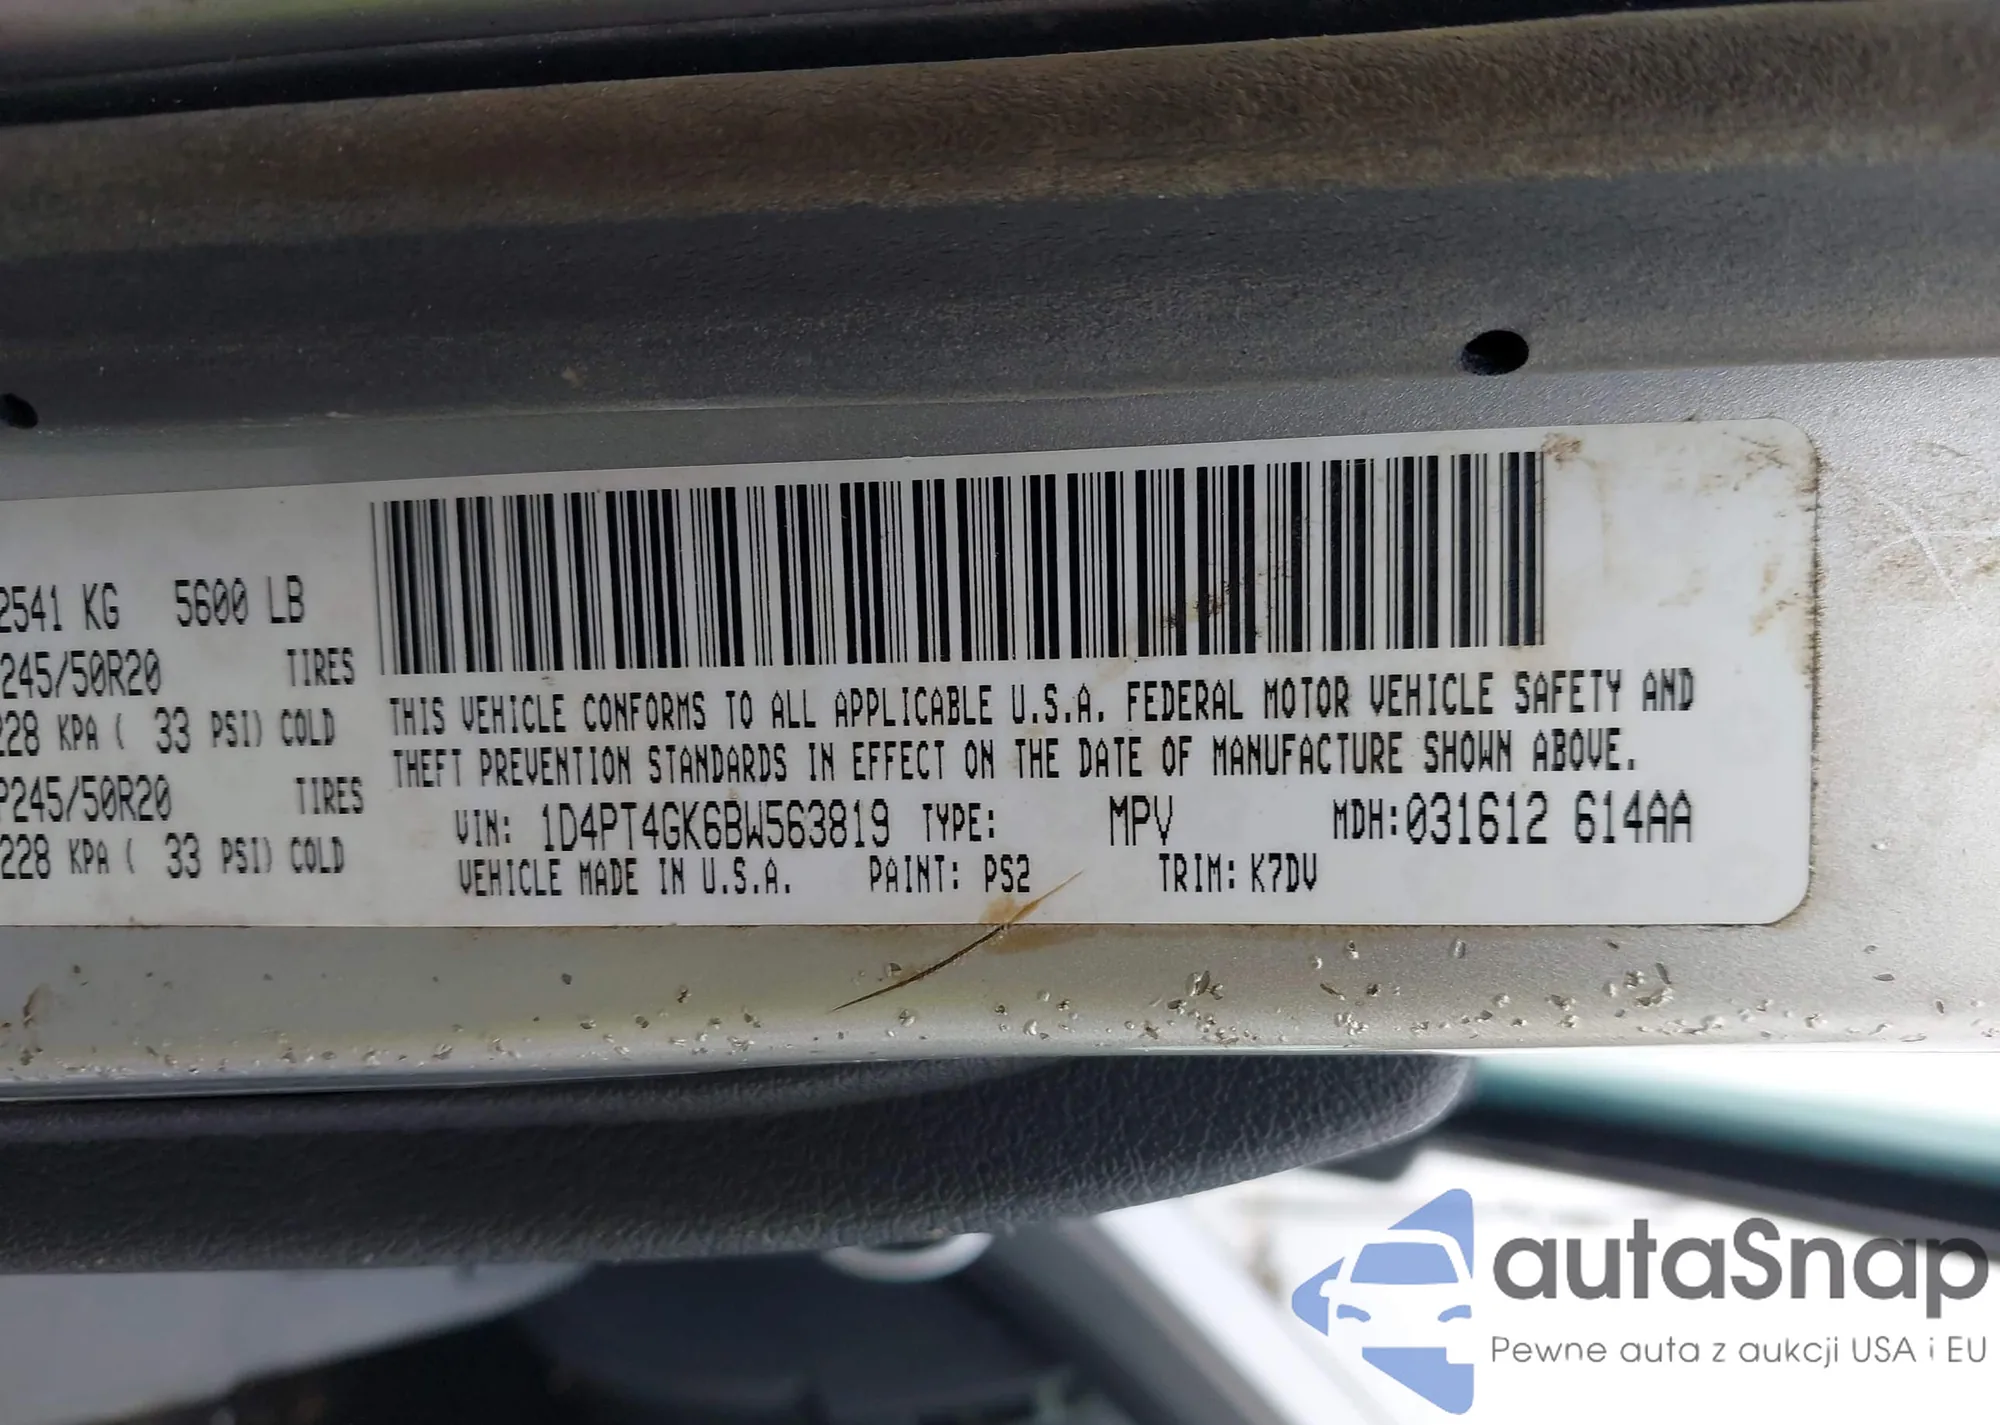 2541 KG 5600 LB
245/50R20 TIRES
228 KPA ( 33 PSI) COLD
P245/50R20 TIRES
228 KPA ( 33 PSI) COLD
THIS VEHICLE CONFORMS TO ALL APPLICABLE U.S.A. FEDERAL MOTOR VEHICLE SAFETY AND
THEFT PREVENTION STANDARDS IN EFFECT ON THE DATE OF MANUFACTURE SHOWN ABOVE.
VIN: 1D4PT4GK6BW563819 TYPE: MPV MDH:031612 614AA
VEHICLE MADE IN U.S.A. PAINT: PS2 TRIM: K7DV
autaSnap
Pewne auta z aukcji USA i EU